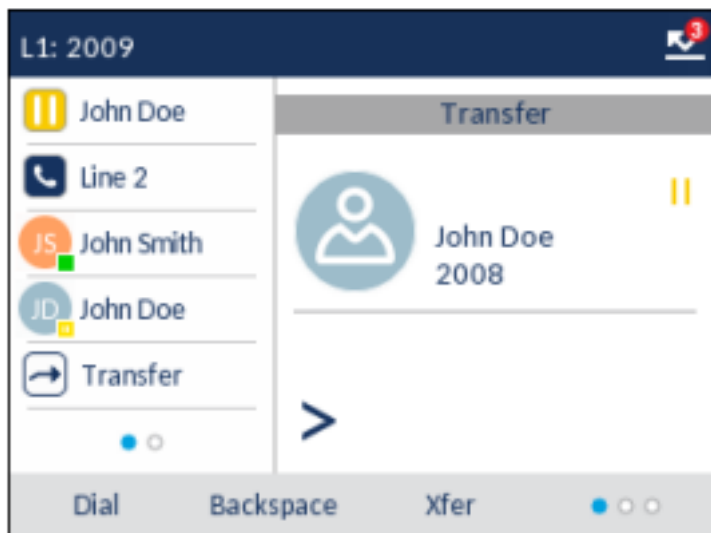 L1: 2009
3
John Doe
Line 2
JS John Smith
JD John Doe
Transfer
Transfer
John Doe
2008
>
Dial Backspace Xfer